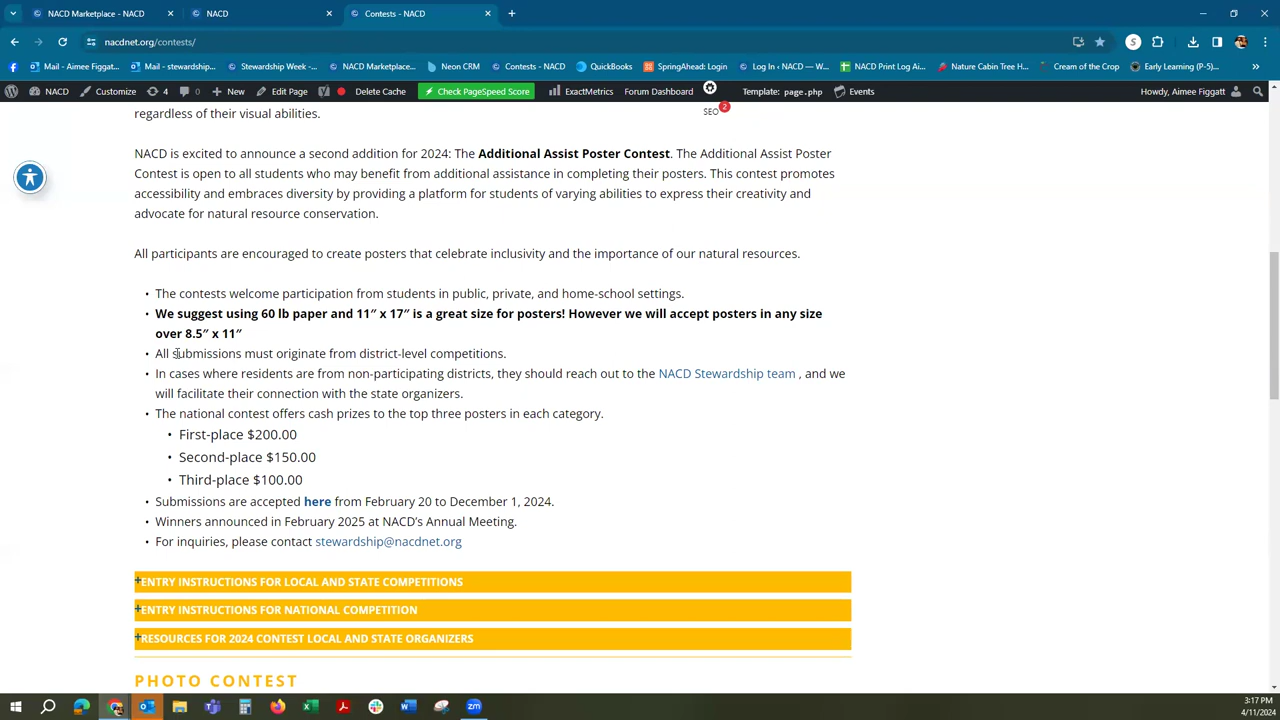 NACD Marketplace - NACD
NACD
Contests - NACD
nacdnet.org/contests/
Mail - Aimee Figgatt...
Mail - stewardship...
Stewardship Week -...
NACD Marketplace...
Neon CRM
Contests - NACD
QuickBooks
SpringAhead: Login
Log In ‹ NACD — W...
NACD Print Log Ai...
Nature Cabin Tree H...
Cream of the Crop
Early Learning (P-5)...
NACD
Customize
4
0
New
Edit Page
Delete Cache
Check PageSpeed Score
ExactMetrics
Forum Dashboard
SEO
2
Template: page.php
Events
Howdy, Aimee Figgatt
regardless of their visual abilities.
NACD is excited to announce a second addition for 2024: The Additional Assist Poster Contest. The Additional Assist Poster
Contest is open to all students who may benefit from additional assistance in completing their posters. This contest promotes
accessibility and embraces diversity by providing a platform for students of varying abilities to express their creativity and
advocate for natural resource conservation.
All participants are encouraged to create posters that celebrate inclusivity and the importance of our natural resources.
• The contests welcome participation from students in public, private, and home-school settings.
• We suggest using 60 lb paper and 11″ x 17″ is a great size for posters! However we will accept posters in any size
over 8.5″ x 11″
• All submissions must originate from district-level competitions.
• In cases where residents are from non-participating districts, they should reach out to the NACD Stewardship team , and we
will facilitate their connection with the state organizers.
• The national contest offers cash prizes to the top three posters in each category.
• First-place $200.00
• Second-place $150.00
• Third-place $100.00
• Submissions are accepted here from February 20 to December 1, 2024.
• Winners announced in February 2025 at NACD's Annual Meeting.
• For inquiries, please contact stewardship@nacdnet.org
+ENTRY INSTRUCTIONS FOR LOCAL AND STATE COMPETITIONS
+ENTRY INSTRUCTIONS FOR NATIONAL COMPETITION
+RESOURCES FOR 2024 CONTEST LOCAL AND STATE ORGANIZERS
PHOTO CONTEST
3:17 PM
4/11/2024